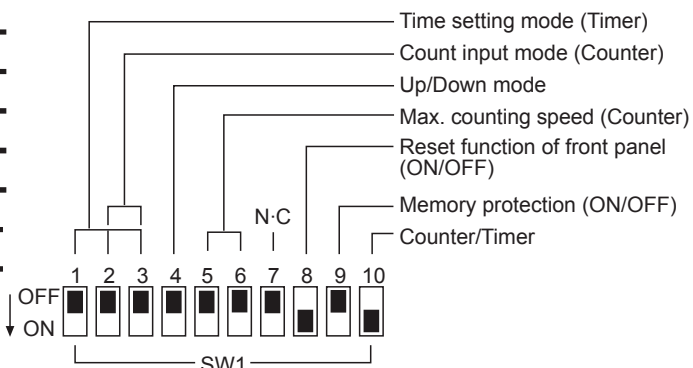 Time setting mode (Timer)
Count input mode (Counter)
Up/Down mode
Max. counting speed (Counter)
Reset function of front panel
(ON/OFF)
Memory protection (ON/OFF)
Counter/Timer
N·C
1 2 3 4 5 6 7 8 9 10
OFF
ON
SW1